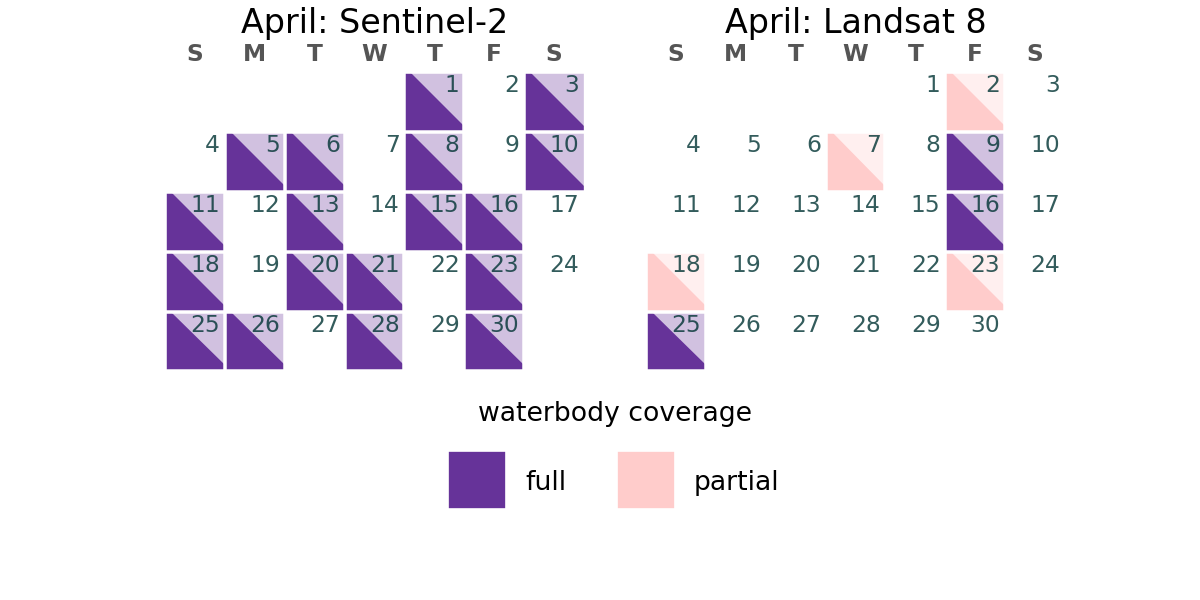 April: Sentinel-2
S M T W T F S
1 2 3
4 5 6 7 8 9 10
11 12 13 14 15 16 17
18 19 20 21 22 23 24
25 26 27 28 29 30
April: Landsat 8
S M T W T F S
1 2 3
4 5 6 7 8 9 10
11 12 13 14 15 16 17
18 19 20 21 22 23 24
25 26 27 28 29 30
waterbody coverage
full partial